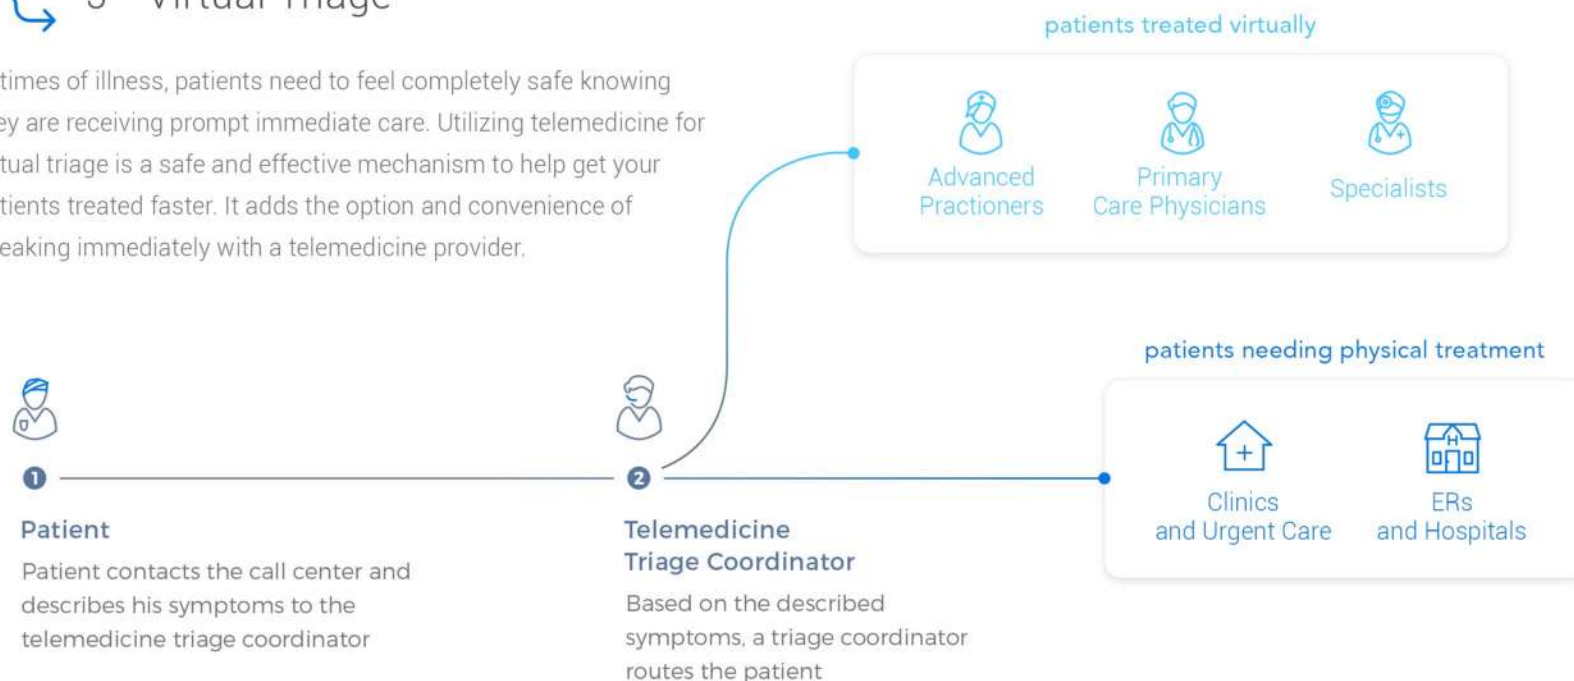 Virtual Triage
times of illness, patients need to feel completely safe knowing
ey are receiving prompt immediate care. Utilizing telemedicine for
tual triage is a safe and effective mechanism to help get your
tients treated faster. It adds the option and convenience of
eaking immediately with a telemedicine provider.
patients treated virtually
Advanced
Practioners
Primary
Care Physicians
Specialists
patients needing physical treatment
Clinics
and Urgent Care
H
ERs
and Hospitals
1
Patient
Patient contacts the call center and
describes his symptoms to the
telemedicine triage coordinator
2
Telemedicine
Triage Coordinator
Based on the described
symptoms, a triage coordinator
routes the patient